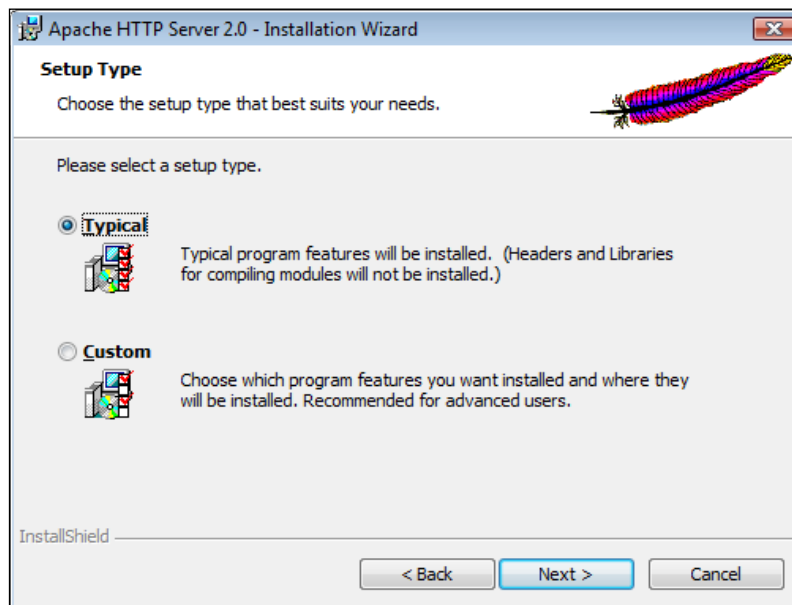 Apache HTTP Server 2.0 - Installation Wizard
Setup Type
Choose the setup type that best suits your needs.
Please select a setup type.
Typical
Typical program features will be installed. (Headers and Libraries
for compiling modules will not be installed.)
Custom
Choose which program features you want installed and where they
will be installed. Recommended for advanced users.
InstallShield
< Back
Next >
Cancel